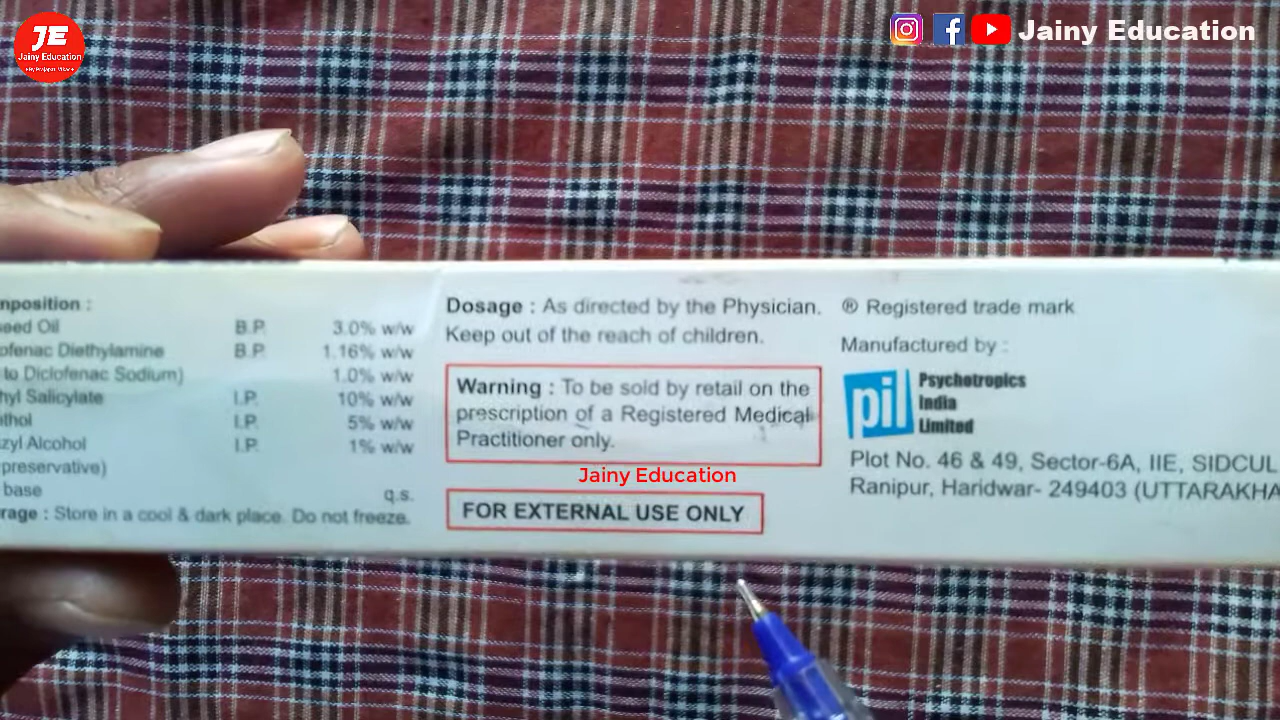 JE
Jainy Education
Jainy Education
mposition :
seed Oil B.P. 3.0% w/w
ofenac Diethylamine B.P. 1.16% w/w
to Diclofenac Sodium) 1.0% w/w
hyl Salicylate I.P. 10% w/w
nthol I.P. 5% w/w
zyl Alcohol I.P. 1% w/w
preservative)
base q.s.
rage : Store in a cool & dark place. Do not freeze.
Dosage : As directed by the Physician.
Keep out of the reach of children.
Warning : To be sold by retail on the
prescription of a Registered Medical
Practitioner only.
Jainy Education
FOR EXTERNAL USE ONLY
® Registered trade mark
Manufactured by :
pil Psychotropics
India
Limited
Plot No. 46 & 49, Sector-6A, IIE, SIDCUL
Ranipur, Haridwar- 249403 (UTTARAKHA